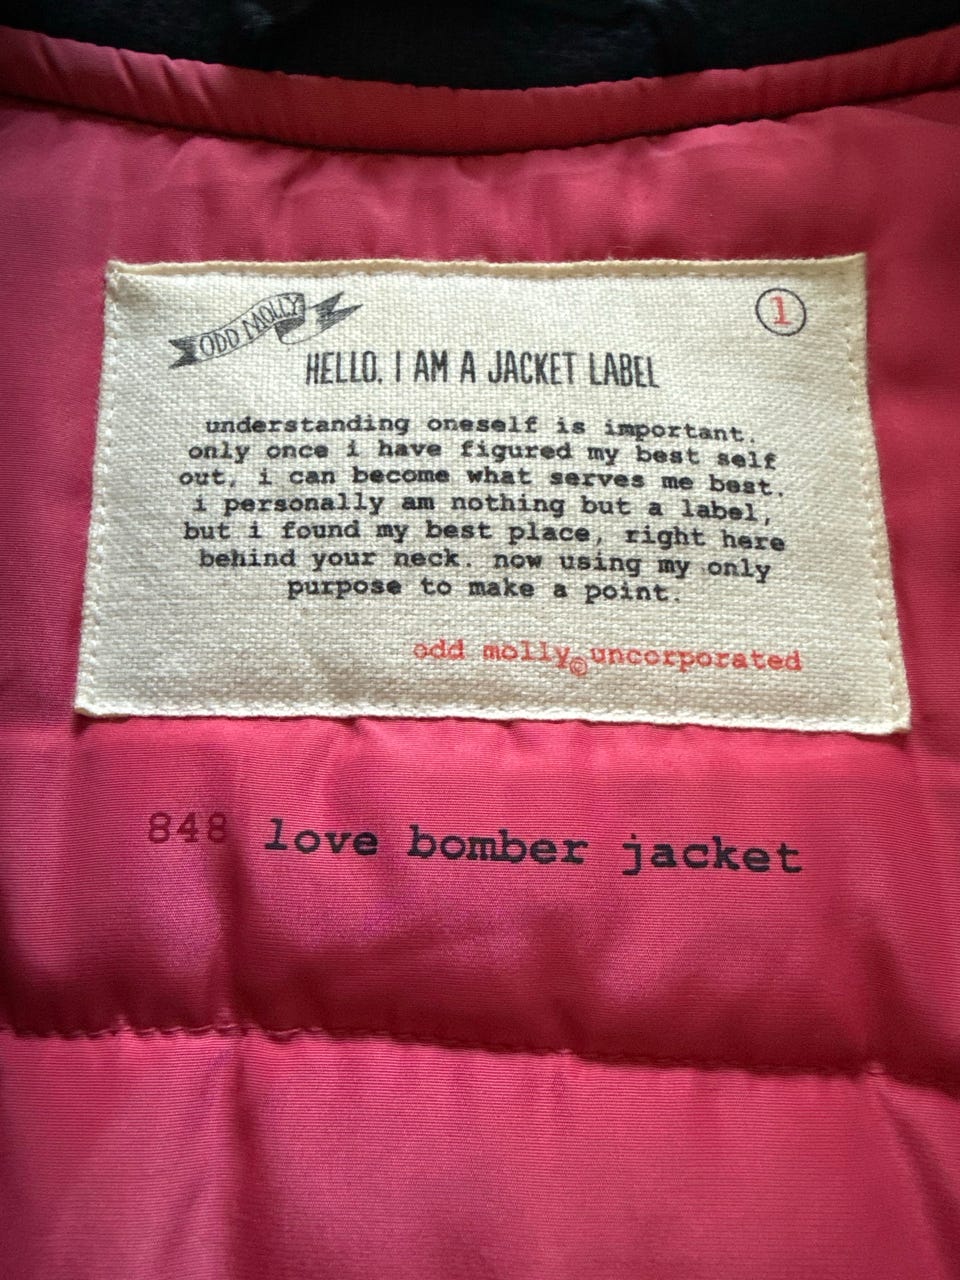 ODD MOLLY
1
HELLO. I AM A JACKET LABEL
understanding oneself is important.
only once i have figured my best self
out, i can become what serves me best.
i personally am nothing but a label,
but i found my best place, right here
behind your neck. now using my only
purpose to make a point.
odd molly©uncorporated
848 love bomber jacket